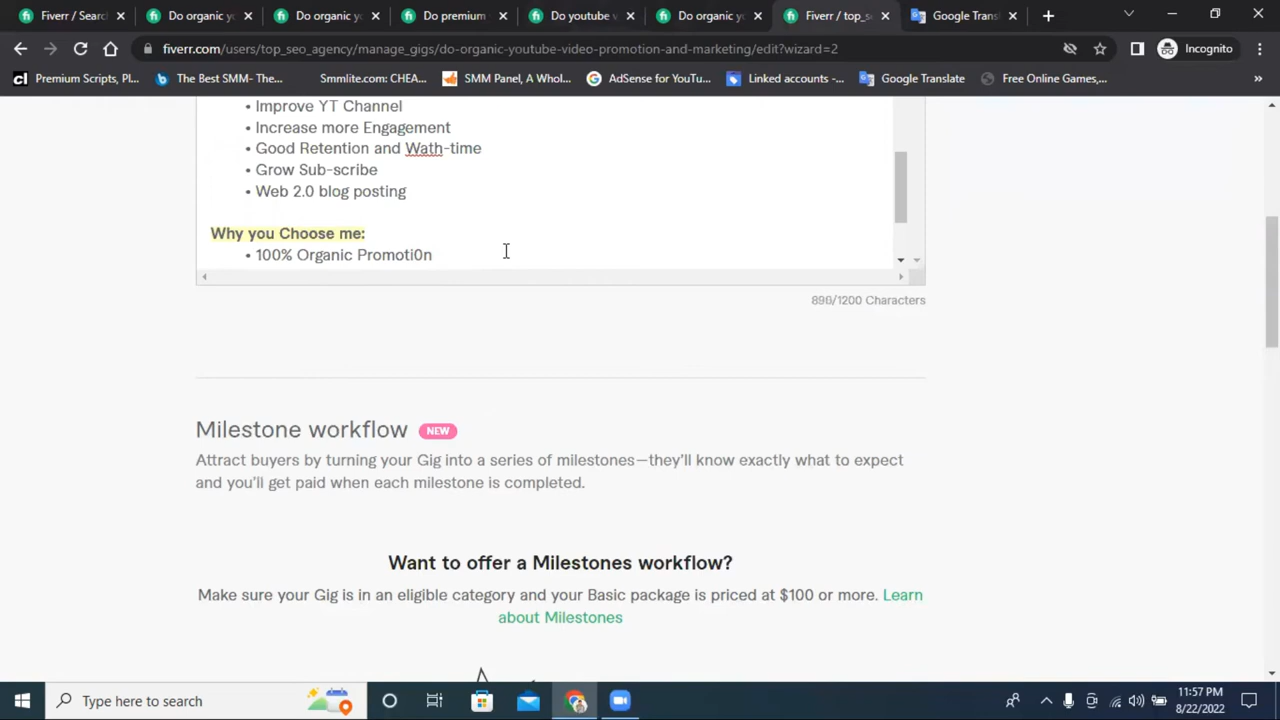 Fiverr / Searc
Do organic yo
Do organic yo
Do premium
Do youtube v
Do organic yo
Fiverr / top_se
Google Transl
fiverr.com/users/top_seo_agency/manage_gigs/do-organic-youtube-video-promotion-and-marketing/edit?wizard=2
Incognito
Premium Scripts, Pl...
The Best SMM- The...
Smmlite.com: CHEA...
SMM Panel, A Whol...
AdSense for YouTu...
Linked accounts -...
Google Translate
Free Online Games,...
• Improve YT Channel
• Increase more Engagement
• Good Retention and Wath-time
• Grow Sub-scribe
• Web 2.0 blog posting
Why you Choose me:
• 100% Organic Promoti0n
896/1200 Characters
Milestone workflow NEW
Attract buyers by turning your Gig into a series of milestones—they'll know exactly what to expect
and you'll get paid when each milestone is completed.
Want to offer a Milestones workflow?
Make sure your Gig is in an eligible category and your Basic package is priced at $100 or more. Learn
about Milestones
Type here to search
11:57 PM
8/22/2022